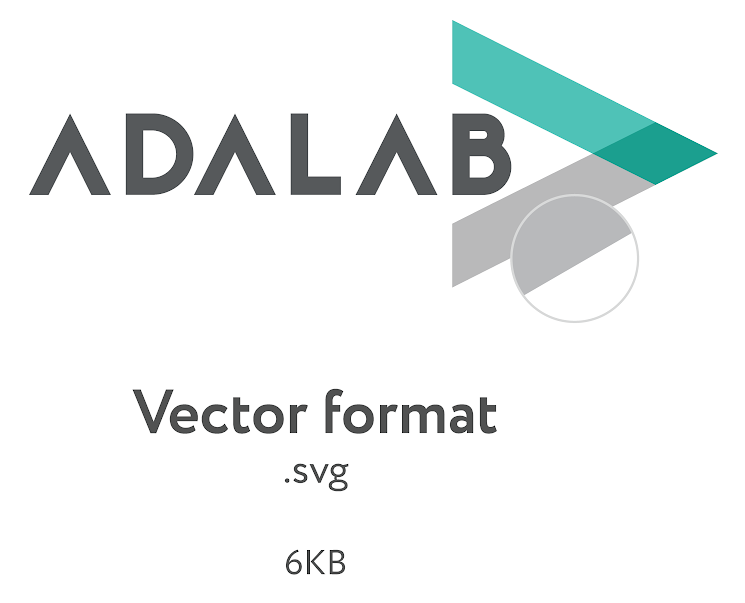 ADALAB
Vector format
.svg
6KB